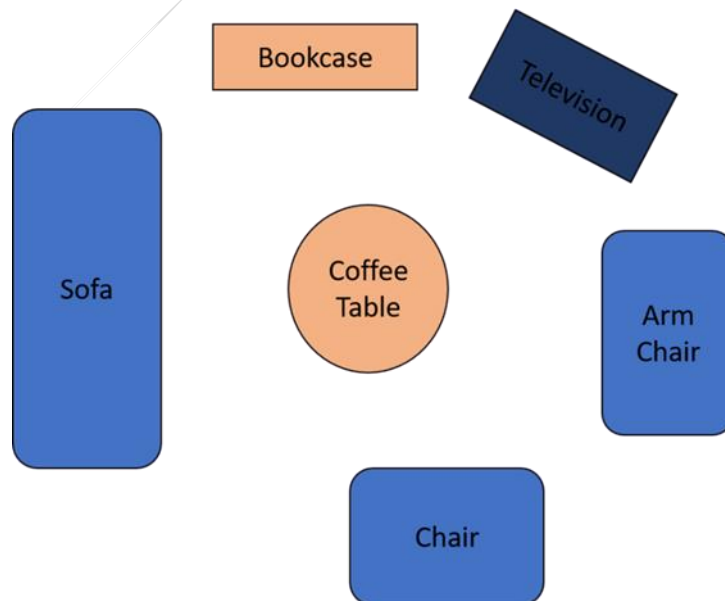 Bookcase
Television
Sofa
Coffee
Table
Arm
Chair
Chair